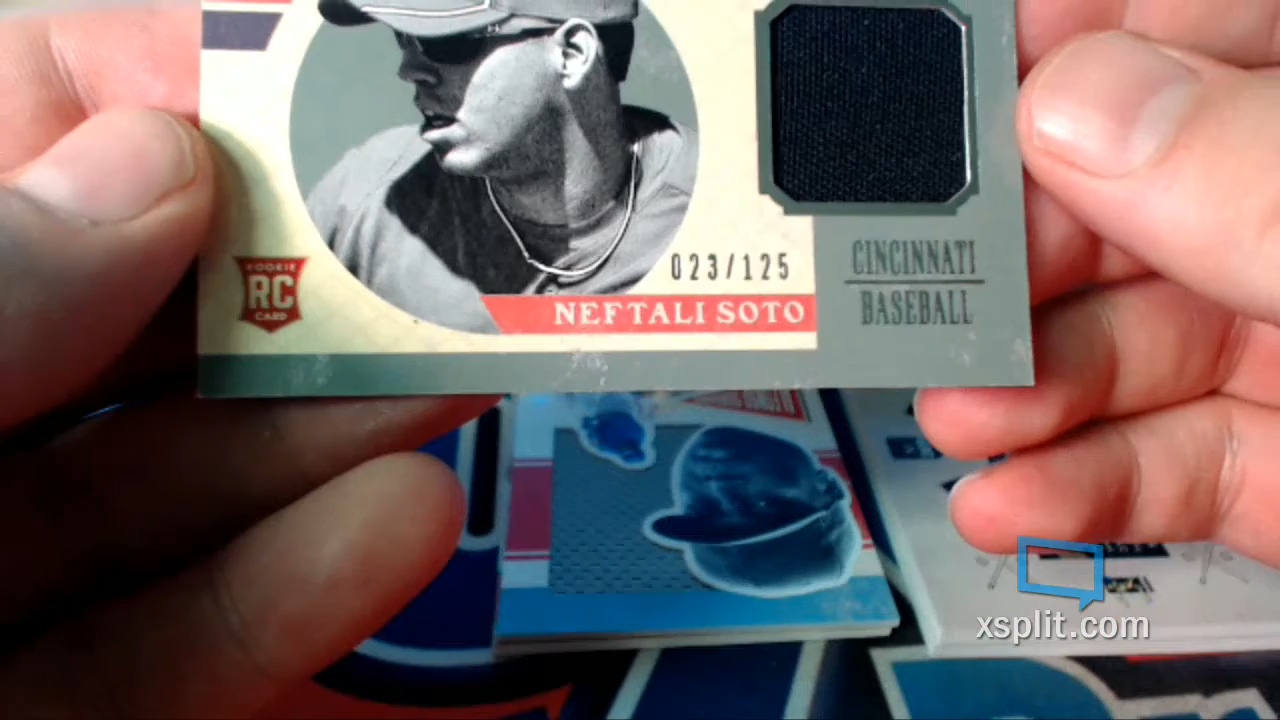 023/125
NEFTALI SOTO
ROOKIE
RC
CARD
CINCINNATI
BASEBALL
xsplit.com